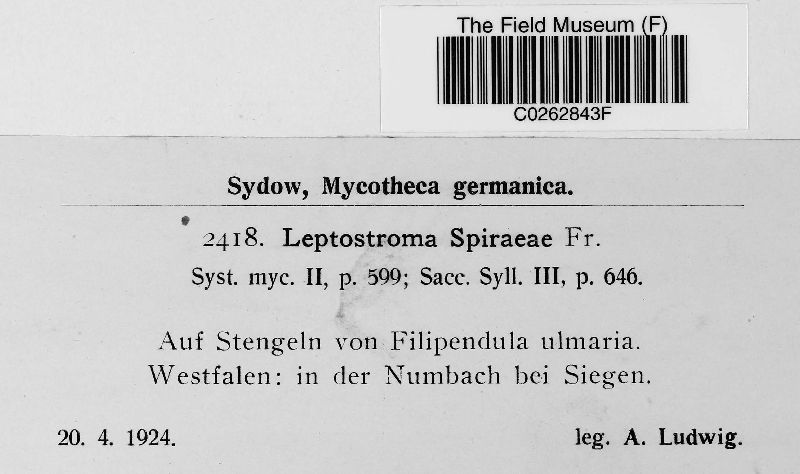 The Field Museum (F)
C0262843F
Sydow, Mycotheca germanica.
2418. Leptostroma Spiraeae Fr.
Syst. myc. II, p. 599; Sacc. Syll. III, p. 646.
Auf Stengeln von Filipendula ulmaria.
Westfalen: in der Numbach bei Siegen.
20. 4. 1924. leg. A. Ludwig.